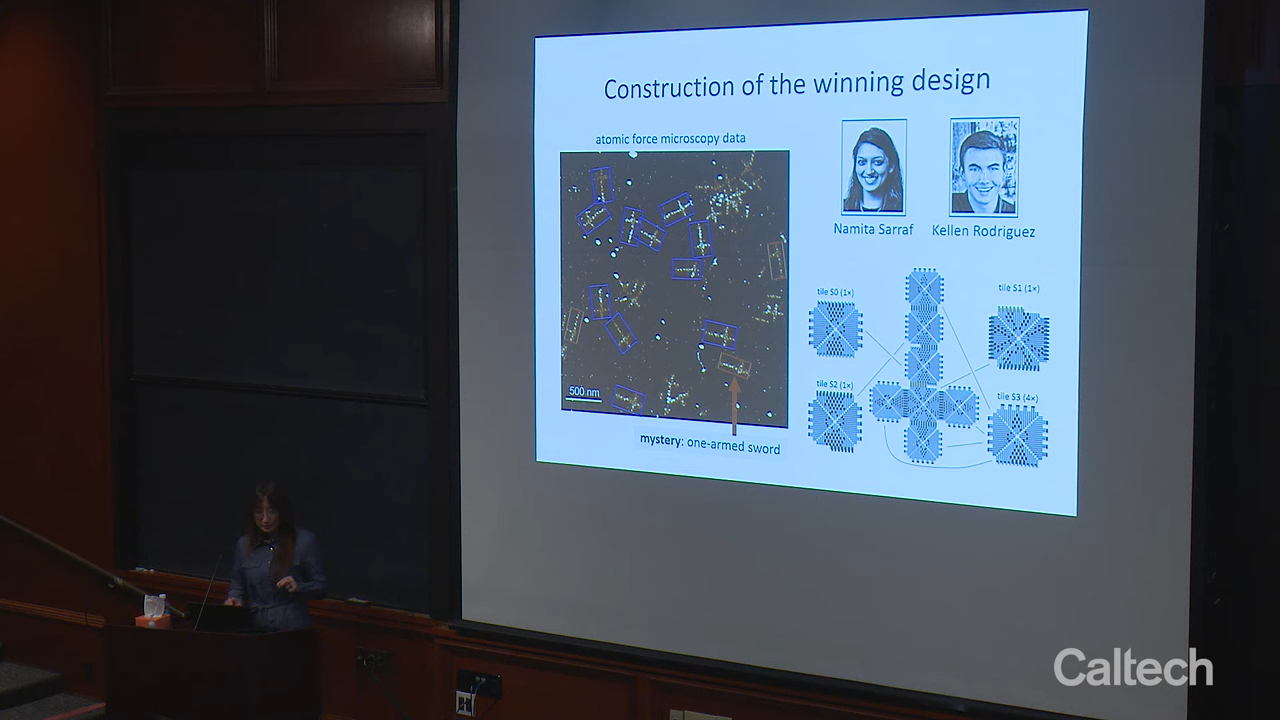 Construction of the winning design
atomic force microscopy data
500 nm
mystery: one-armed sword
Namita Sarraf
Kellen Rodriguez
tile S0 (1×)
tile S1 (1×)
tile S2 (1×)
tile S3 (4×)
Caltech